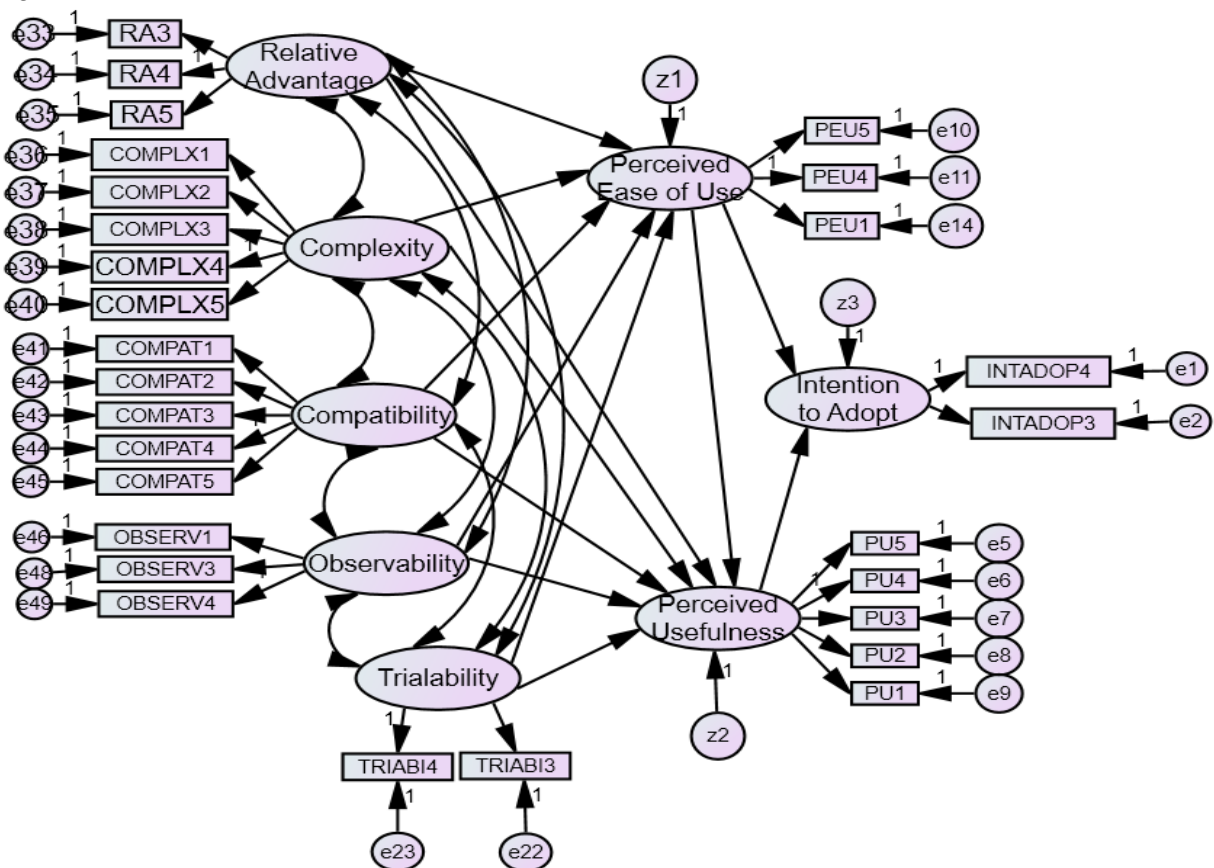 e33 1 RA3
e34 1 RA4 1
e35 1 RA5
Relative
Advantage
e36 1 COMPLX1
e37 1 COMPLX2
e38 1 COMPLX3
e39 1 COMPLX4 1
e40 1 COMPLX5
Complexity
e41 1 COMPAT1
e42 1 COMPAT2
e43 1 COMPAT3
e44 1 COMPAT4 1
e45 1 COMPAT5
Compatibility
e46 1 OBSERV1
e48 1 OBSERV3
e49 1 OBSERV4 1
Observability
Trialability
1
TRIABI4 TRIABI3
1 1
e23 e22
z1
1
Perceived
Ease of Use
PEU5 1 e10
1 PEU4 1 e11
PEU1 1 e14
z3
1
Intention
to Adopt
1 INTADOP4 1 e1
INTADOP3 1 e2
Perceived
Usefulness
PU5 1 e5
1 PU4 1 e6
PU3 1 e7
PU2 1 e8
PU1 1 e9
1
z2